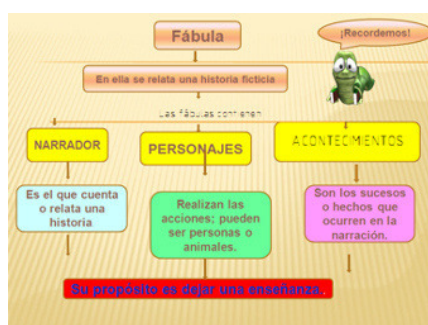 Fábula
¡Recordemos!
En ella se relata una historia ficticia
Las fábulas contienen
NARRADOR
PERSONAJES
ACONTECIMIENTOS
Es el que cuenta
o relata una
historia
Realizan las
acciones; pueden
ser personas o
animales.
Son los sucesos
o hechos que
ocurren en la
narración.
Su propósito es dejar una enseñanza..